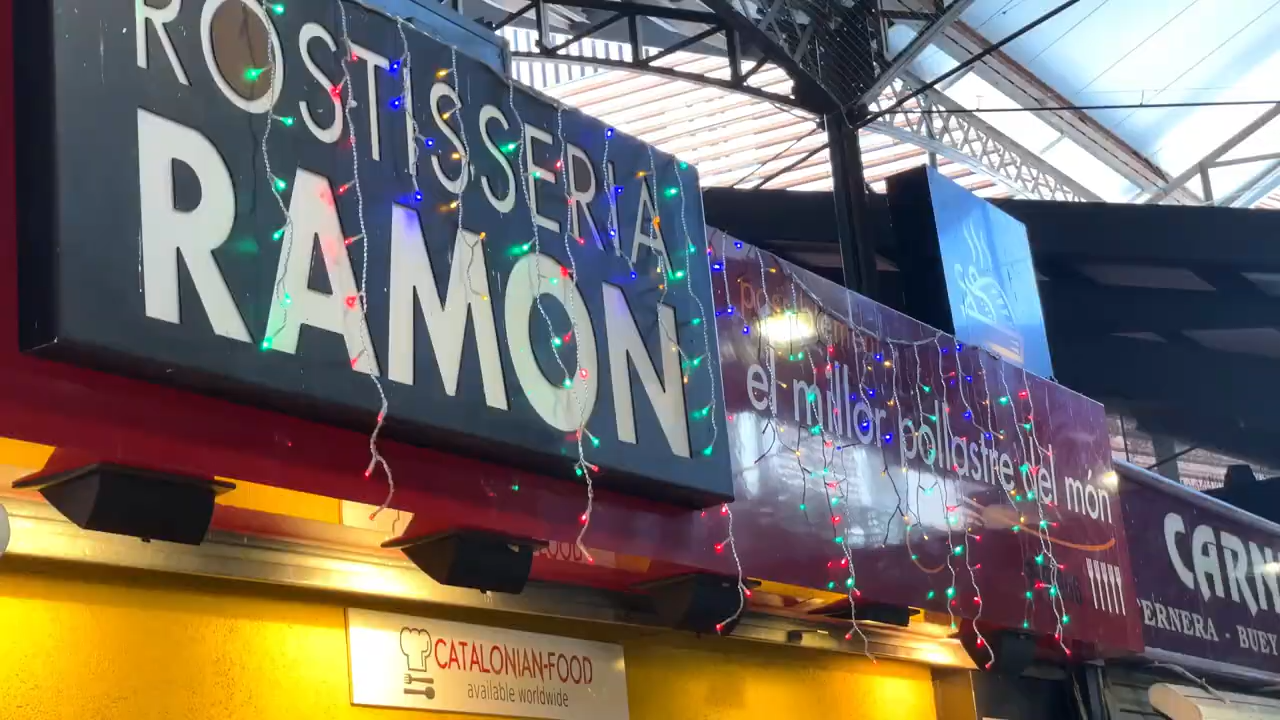 ROSTISSERIA
RAMON
el millor pollastre del món
CATALONIAN-FOOD
available worldwide
CARN
ERNERA · BUEY